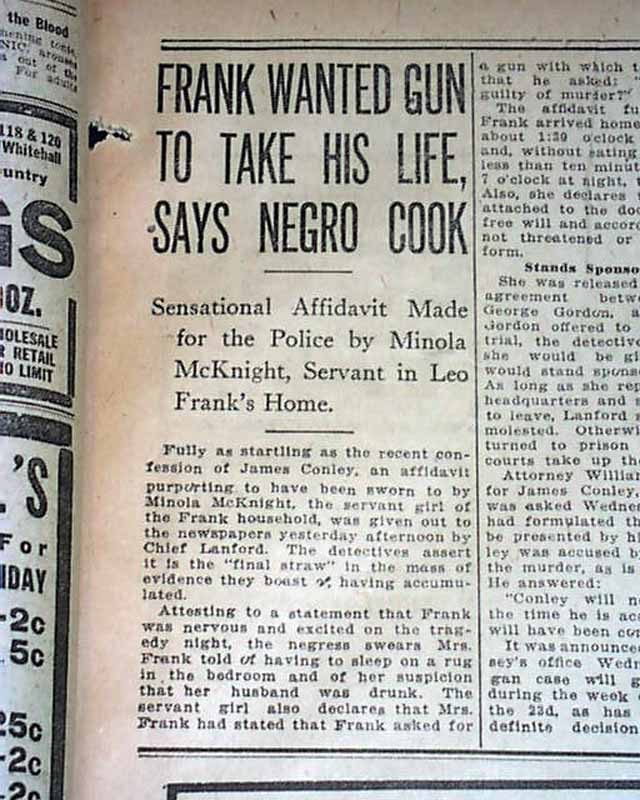 the Blood
118 & 120
Whitehall
untry
GS
OZ.
HOLESALE
R RETAIL
NO LIMIT
'S
For
DAY
-2c
5c
25c
-2c
-2c
FRANK WANTED GUN
TO TAKE HIS LIFE,
SAYS NEGRO COOK
Sensational Affidavit Made
for the Police by Minola
McKnight, Servant in Leo
Frank's Home.
Fully as startling as the recent con-
fession of James Conley, an affidavit
purporting to have been sworn to by
Minola McKnight, the servant girl of
the Frank household, was given out to
the newspapers yesterday afternoon by
Chief Lanford. The detectives assert
it is the "final straw" in the mass of
evidence they boast of having accumu-
lated.
Attesting to a statement that Frank
was nervous and excited on the trag-
edy night, the negress swears Mrs.
Frank told of having to sleep on a rug
in the bedroom and of her suspicion
that her husband was drunk. The
servant girl also declares that Mrs.
Frank had stated that Frank asked for
a gun with which t
that he asked:
guilty of murder?"
The affidavit fu
Frank arrived home
about 1:30 o'clock
and, without eating
less than ten minut
7 o'clock at night, t
Also, she declares t
attached to the doc
free will and accor
not threatened or
form.
Stands Sponso
She was released
agreement betw
George Gordon, a
Gordon offered to
trial, the detective
she would be gi
would stand sponso
As long as she rep
headquarters and s
to leave, Lanford s
molested. Otherwi
turned to prison
courts take up the
Attorney William
for James Conley,
was asked Wednes
had formulated th
be presented by hi
ley was accused b
the murder, as is
He answered:
"Conley will ne
the time he is ac
will have been co
It was announced
sey's office Wedn
gan case will g
during the week
the 23d, as has
definite decision